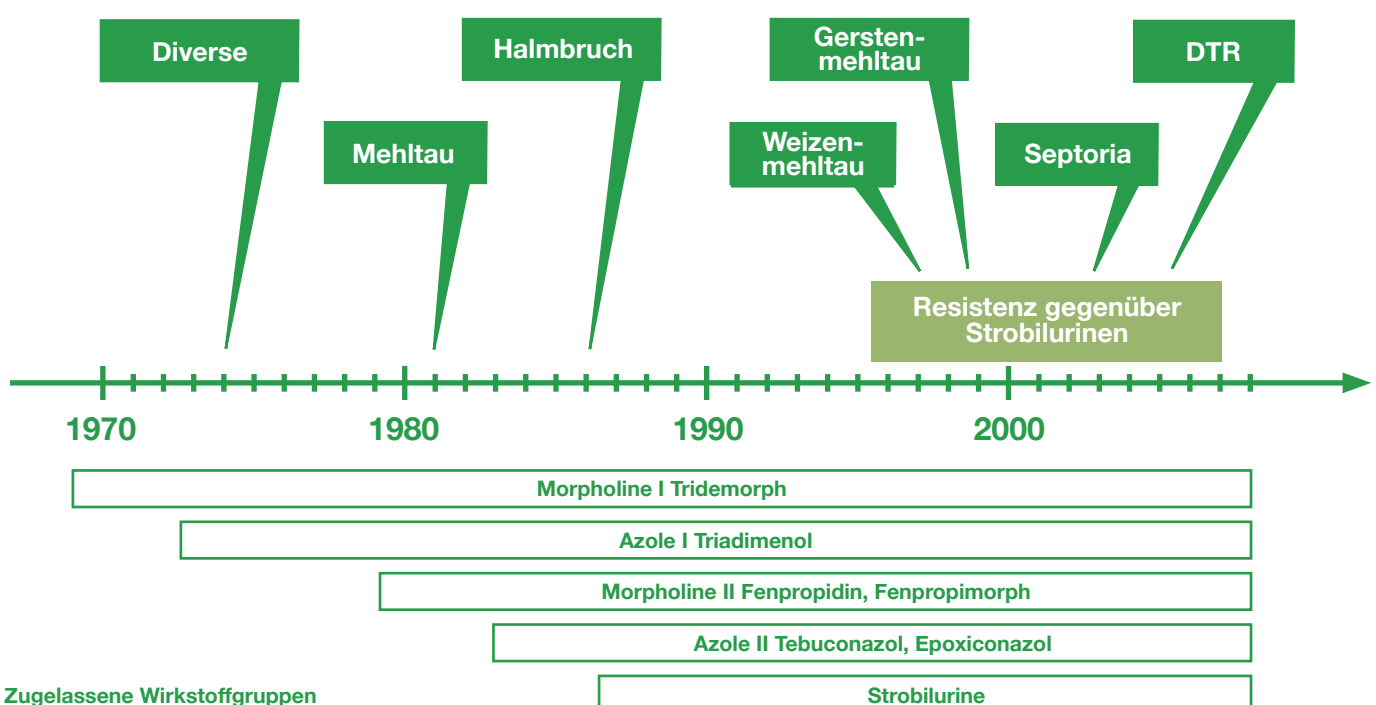 Diverse
Halmbruch
Gersten-
mehltau
DTR
Mehltau
Weizen-
mehltau
Septoria
Resistenz gegenüber
Strobilurinen
1970
1980
1990
2000
Morpholine I Tridemorph
Azole I Triadimenol
Morpholine II Fenpropidin, Fenpropimorph
Azole II Tebuconazol, Epoxiconazol
Zugelassene Wirkstoffgruppen
Strobilurine